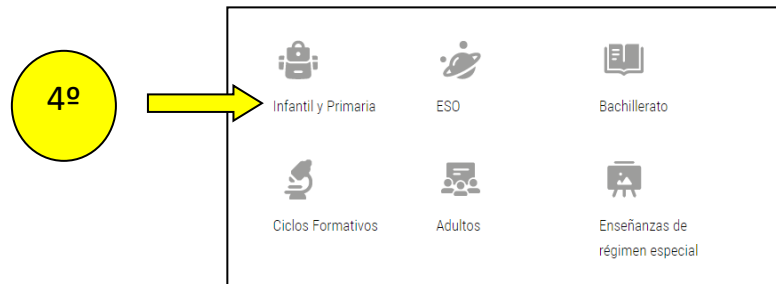 4º
Infantil y Primaria
ESO
Bachillerato
Ciclos Formativos
Adultos
Enseñanzas de
régimen especial